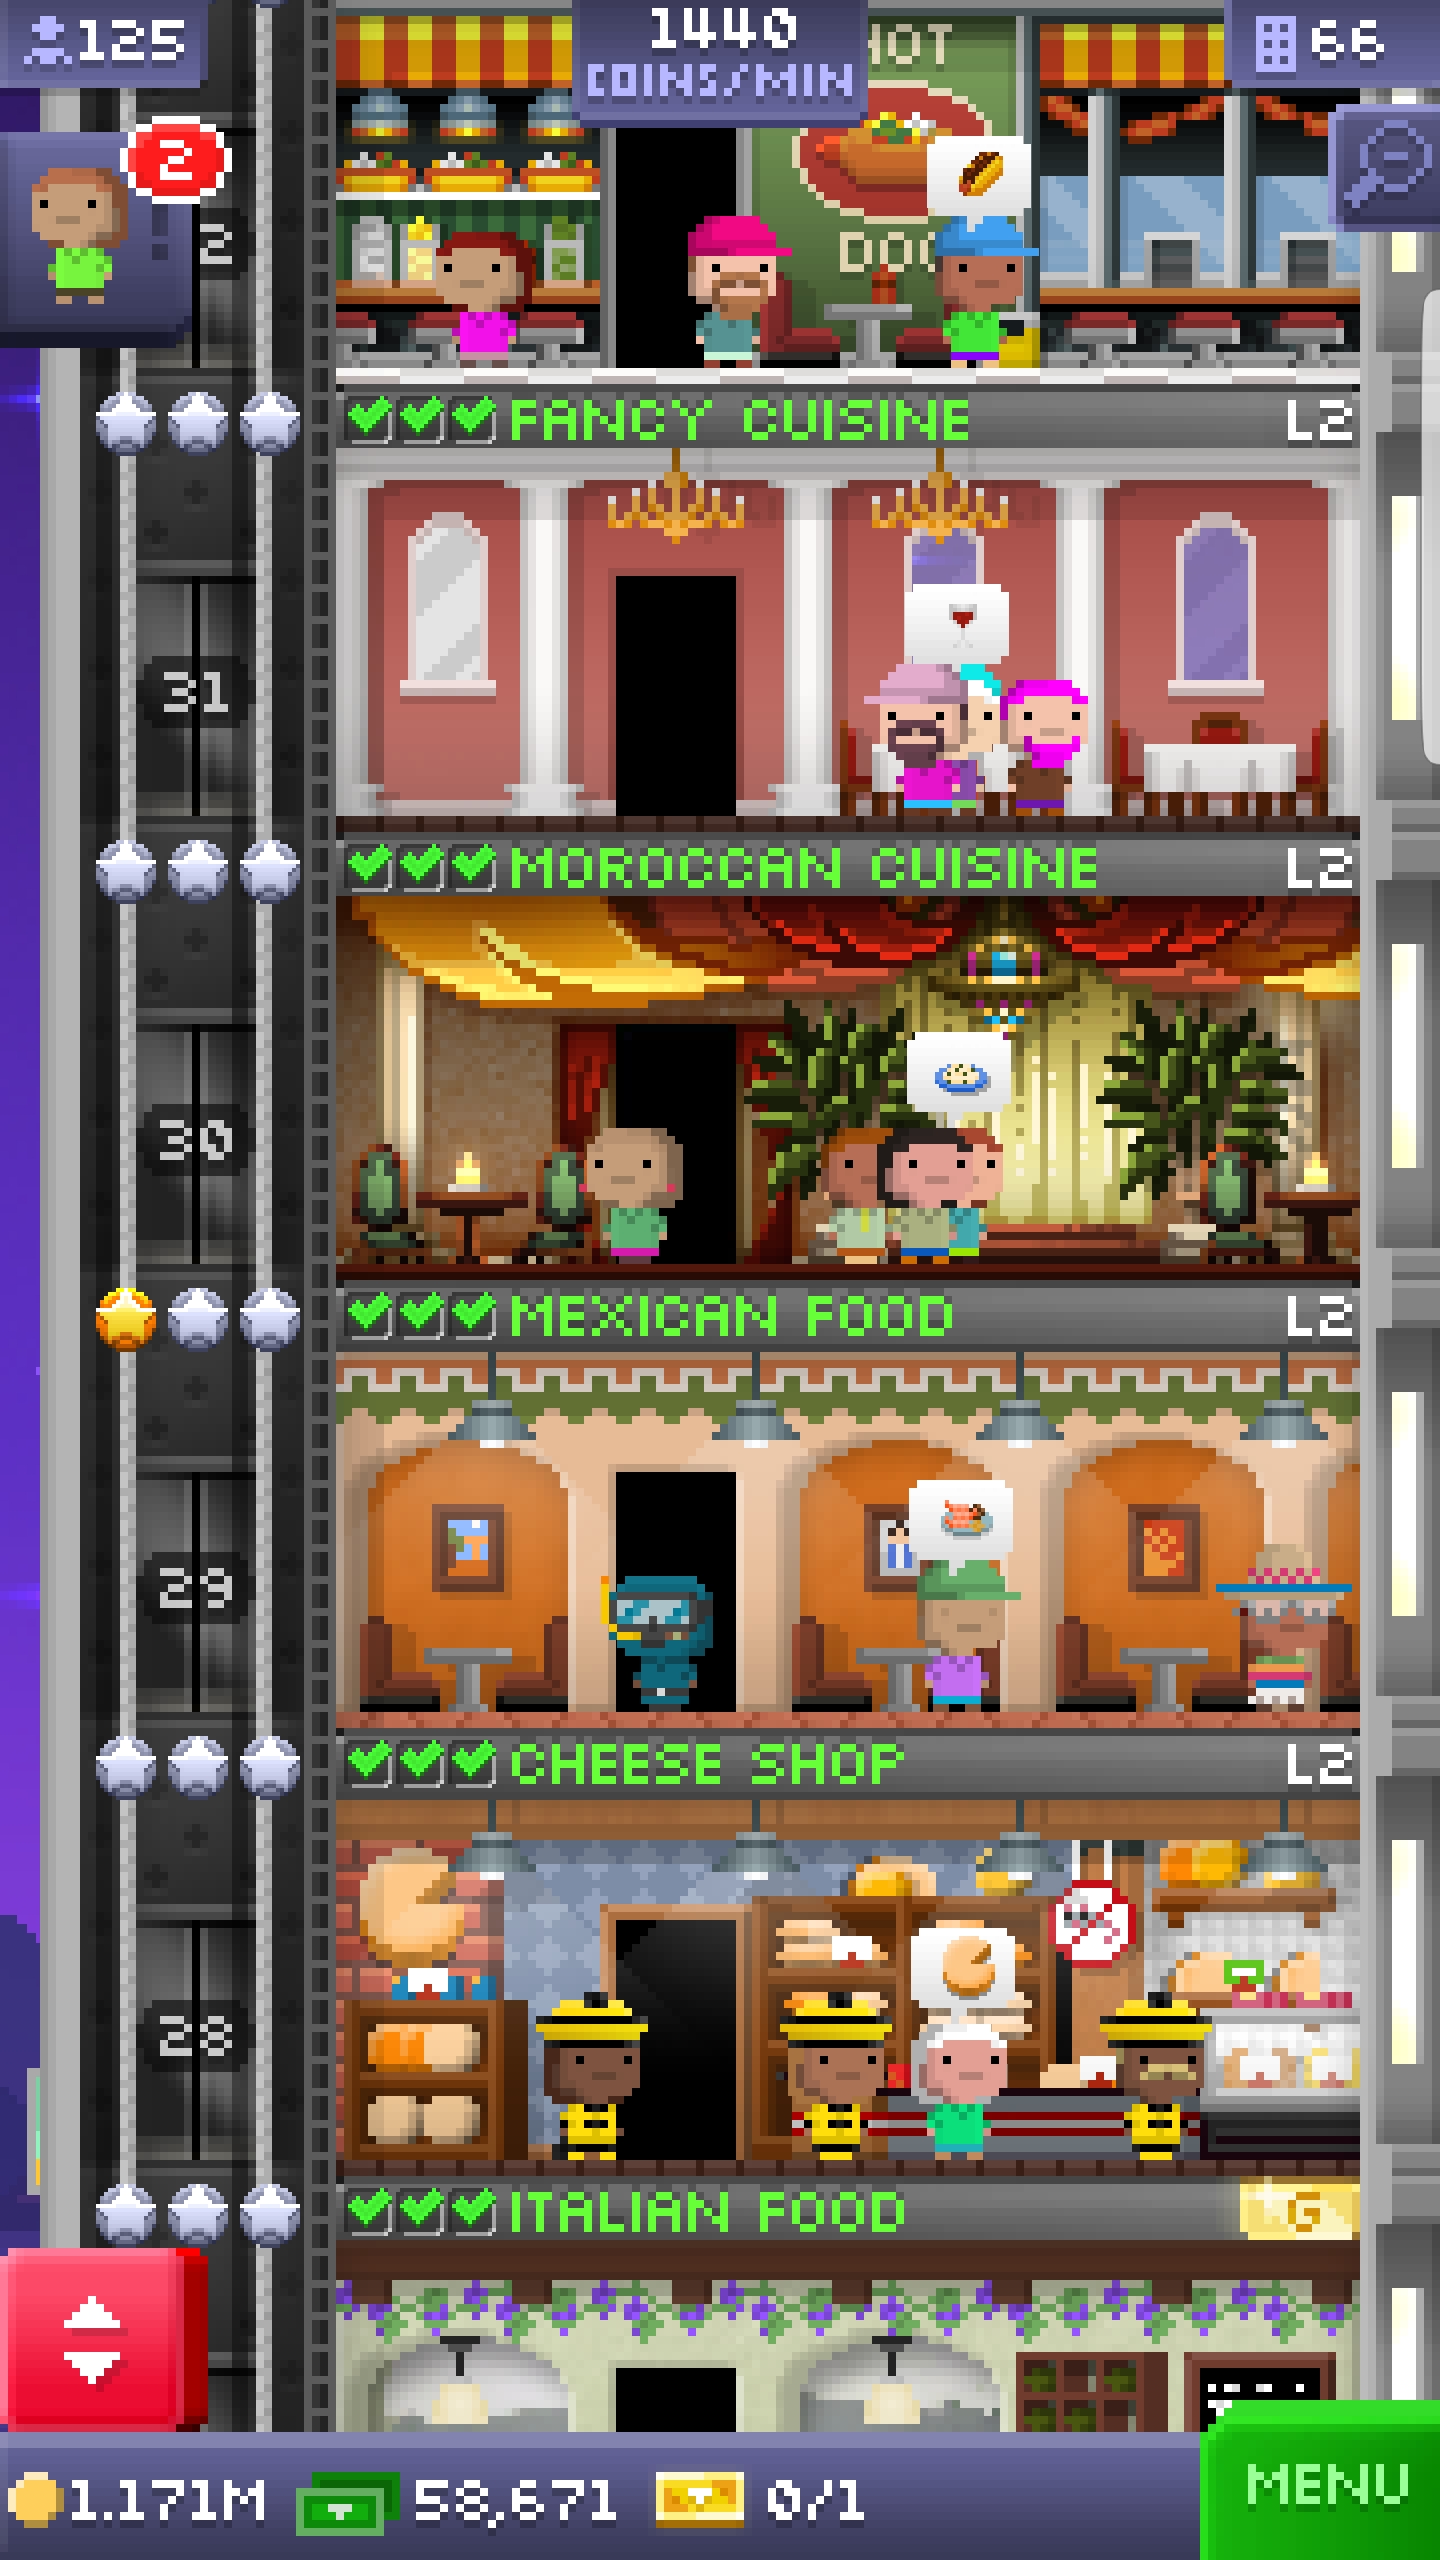 125
1440
COINS/MIN
66
2
HOT
DOG
2
FANCY CUISINE L2
31
MOROCCAN CUISINE L2
30
MEXICAN FOOD L2
29
CHEESE SHOP L2
28
ITALIAN FOOD G
1.171M 58,671 0/1
MENU